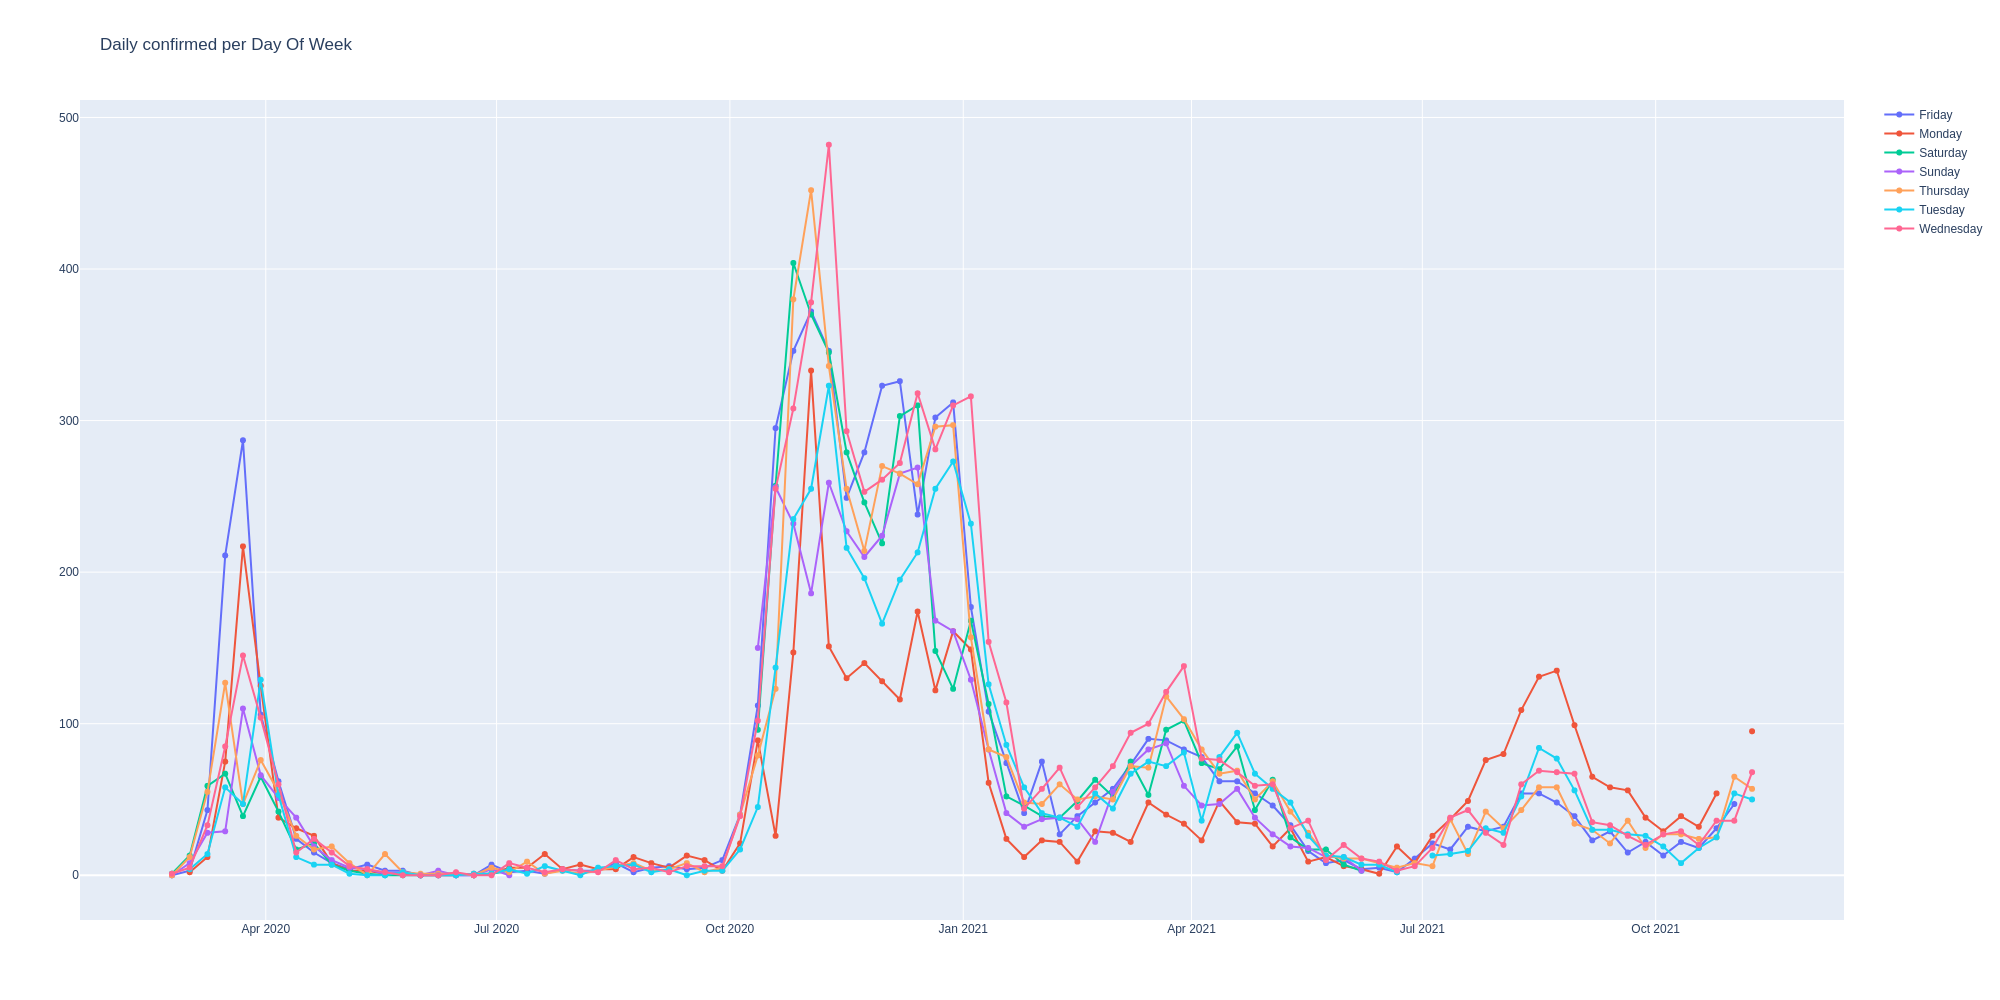 Daily confirmed per Day Of Week
500
400
300
200
100
0
Apr 2020
Jul 2020
Oct 2020
Jan 2021
Apr 2021
Jul 2021
Oct 2021
Friday
Monday
Saturday
Sunday
Thursday
Tuesday
Wednesday